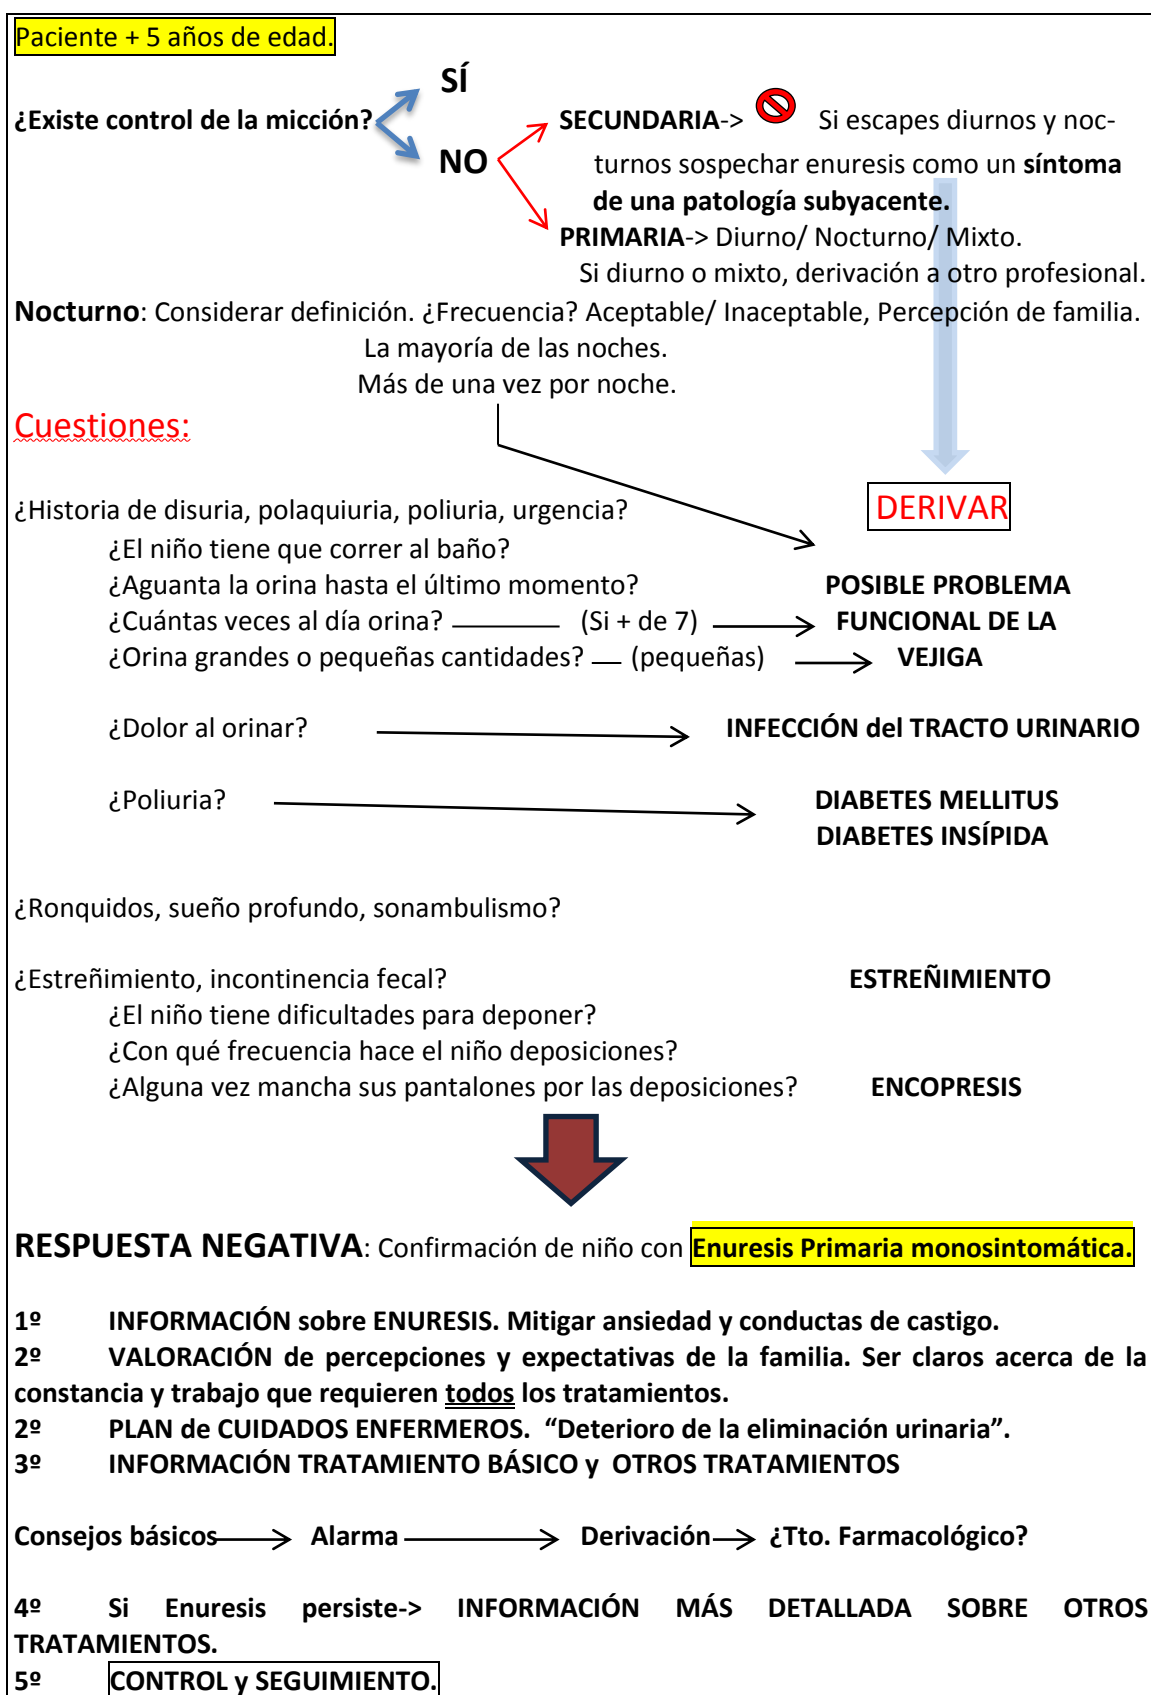 Paciente + 5 años de edad.
SÍ
¿Existe control de la micción?
SECUNDARIA-> Si escapes diurnos y noc-
NO
turnos sospechar enuresis como un síntoma
de una patología subyacente.
PRIMARIA-> Diurno/ Nocturno/ Mixto.
Si diurno o mixto, derivación a otro profesional.
Nocturno: Considerar definición. ¿Frecuencia? Aceptable/ Inaceptable, Percepción de familia.
La mayoría de las noches.
Más de una vez por noche.
Cuestiones:
DERIVAR
¿Historia de disuria, polaquiuria, poliuria, urgencia?
¿El niño tiene que correr al baño?
¿Aguanta la orina hasta el último momento? POSIBLE PROBLEMA
¿Cuántas veces al día orina? (Si + de 7) FUNCIONAL DE LA
¿Orina grandes o pequeñas cantidades? (pequeñas) VEJIGA
¿Dolor al orinar? INFECCIÓN del TRACTO URINARIO
¿Poliuria? DIABETES MELLITUS
DIABETES INSÍPIDA
¿Ronquidos, sueño profundo, sonambulismo?
¿Estreñimiento, incontinencia fecal? ESTREÑIMIENTO
¿El niño tiene dificultades para deponer?
¿Con qué frecuencia hace el niño deposiciones?
¿Alguna vez mancha sus pantalones por las deposiciones? ENCOPRESIS
RESPUESTA NEGATIVA: Confirmación de niño con Enuresis Primaria monosintomática.
1º INFORMACIÓN sobre ENURESIS. Mitigar ansiedad y conductas de castigo.
2º VALORACIÓN de percepciones y expectativas de la familia. Ser claros acerca de la
constancia y trabajo que requieren todos los tratamientos.
2º PLAN de CUIDADOS ENFERMEROS. “Deterioro de la eliminación urinaria”.
3º INFORMACIÓN TRATAMIENTO BÁSICO y OTROS TRATAMIENTOS
Consejos básicos Alarma Derivación ¿Tto. Farmacológico?
4º Si Enuresis persiste-> INFORMACIÓN MÁS DETALLADA SOBRE OTROS
TRATAMIENTOS.
5º CONTROL y SEGUIMIENTO.